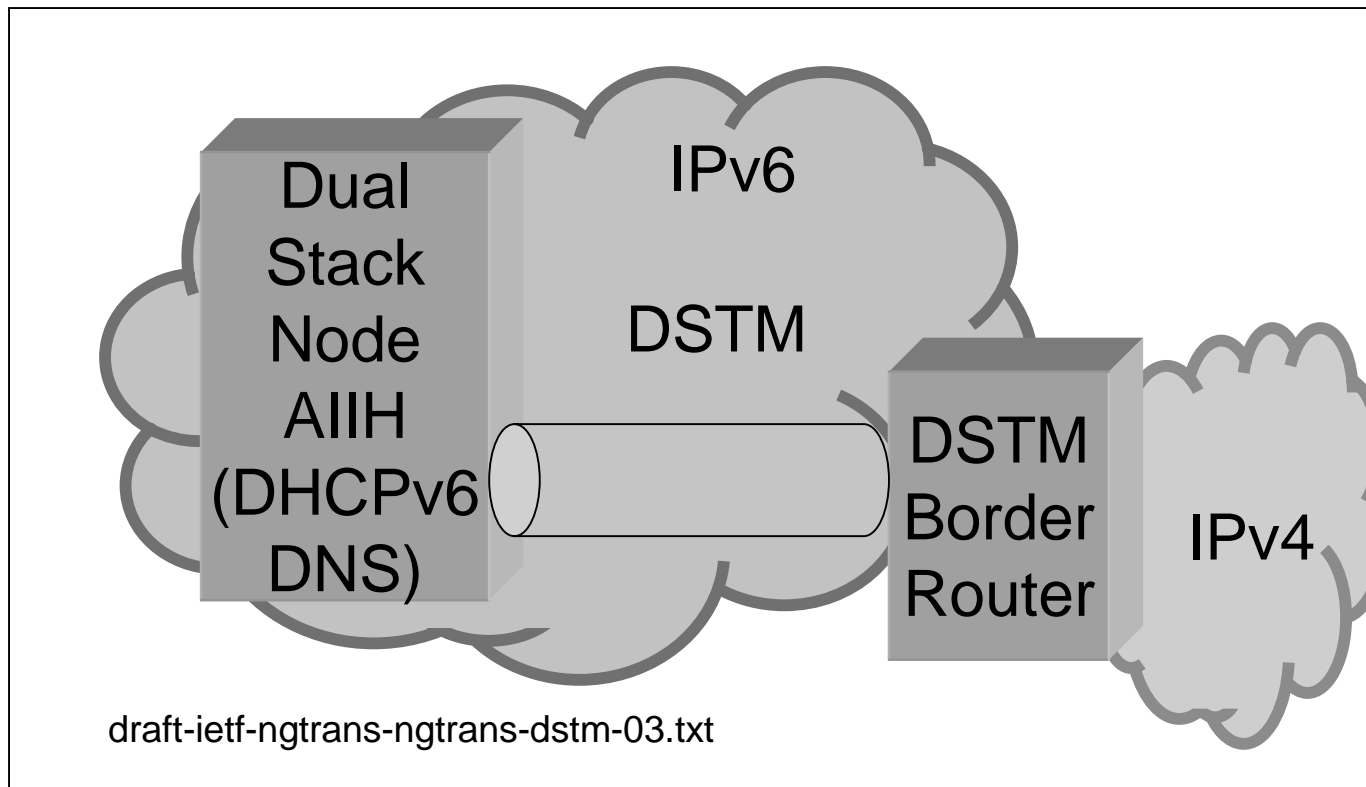 Dual
Stack
Node
AIIH
(DHCPv6
DNS)
IPv6
DSTM
DSTM
Border
Router
IPv4
draft-ietf-ngtrans-ngtrans-dstm-03.txt